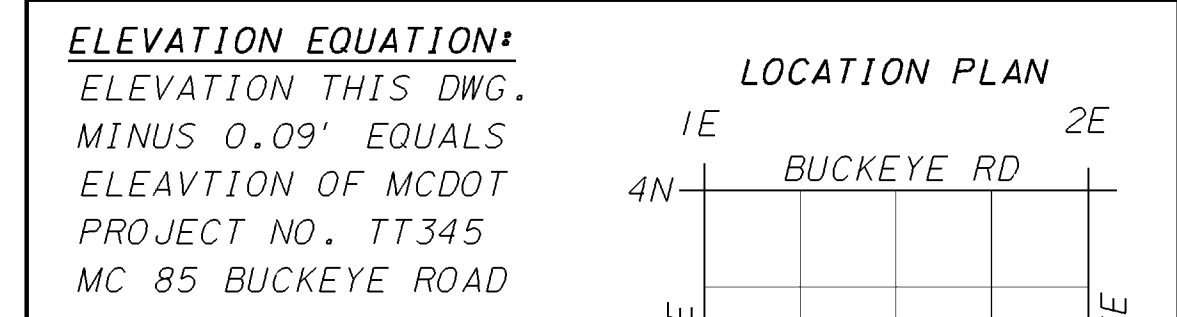 ELEVATION EQUATION:
ELEVATION THIS DWG.
MINUS 0.09' EQUALS
ELEAVTION OF MCDOT
PROJECT NO. TT345
MC 85 BUCKEYE ROAD
LOCATION PLAN
1E 2E
BUCKEYE RD
4N
E
E